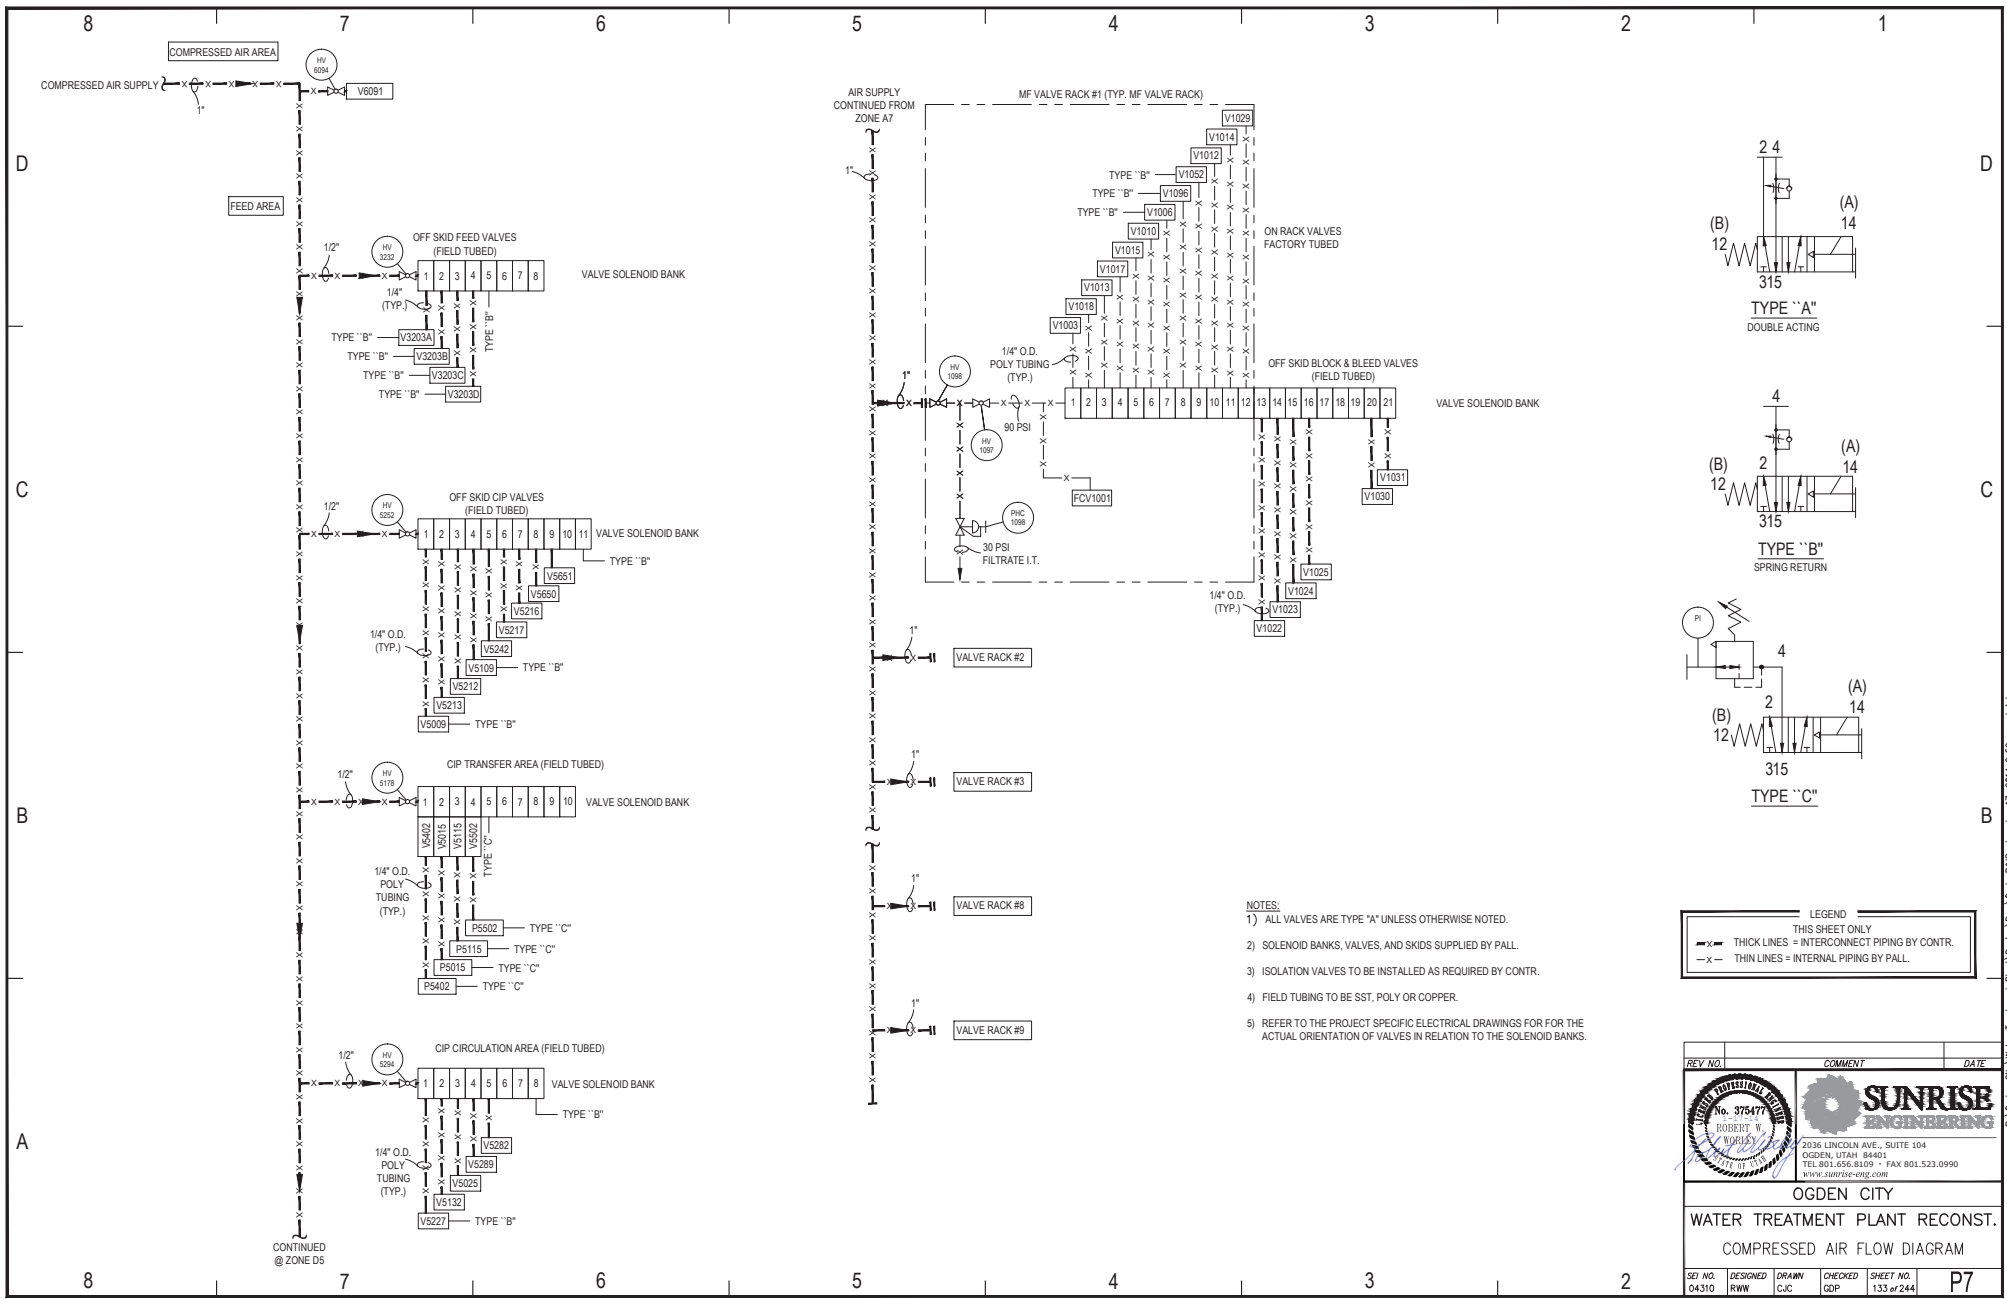 8 7 6 5 4 3 2 1
COMPRESSED AIR AREA
COMPRESSED AIR SUPPLY
1"
HV
6094
V6091
D
FEED AREA
1/2"
HV
3232
OFF SKID FEED VALVES
(FIELD TUBED)
1 2 3 4 5 6 7 8
VALVE SOLENOID BANK
1/4"
(TYP.)
TYPE ``B"
TYPE ``B" V3203A
TYPE ``B" V3203B
TYPE ``B" V3203C
TYPE ``B" V3203D
C
1/2"
HV
5252
OFF SKID CIP VALVES
(FIELD TUBED)
1 2 3 4 5 6 7 8 9 10 11
VALVE SOLENOID BANK
TYPE ``B"
V5651
V5650
V5216
V5217
V5242
V5109 TYPE ``B"
V5212
V5213
V5009 TYPE ``B"
1/4" O.D.
(TYP.)
CIP TRANSFER AREA (FIELD TUBED)
1/2"
HV
5178
1 2 3 4 5 6 7 8 9 10
VALVE SOLENOID BANK
B
V5402
V5015
V5115
V5502
TYPE ``C"
1/4" O.D.
POLY
TUBING
(TYP.)
P5502 TYPE ``C"
P5115 TYPE ``C"
P5015 TYPE ``C"
P5402 TYPE ``C"
CIP CIRCULATION AREA (FIELD TUBED)
1/2"
HV
5294
1 2 3 4 5 6 7 8
VALVE SOLENOID BANK
TYPE ``B"
A
1/4" O.D.
POLY
TUBING
(TYP.)
V5282
V5289
V5025
V5132
V5227 TYPE ``B"
CONTINUED
@ ZONE D5
AIR SUPPLY
CONTINUED FROM
ZONE A7
1"
MF VALVE RACK #1 (TYP. MF VALVE RACK)
V1029
V1014
V1012
TYPE ``B" V1052
TYPE ``B" V1096
TYPE ``B" V1006
V1010
V1015
V1017
V1013
V1018
V1003
ON RACK VALVES
FACTORY TUBED
1/4" O.D.
POLY TUBING
(TYP.)
OFF SKID BLOCK & BLEED VALVES
(FIELD TUBED)
1"
HV
1098
HV
1097
90 PSI
1 2 3 4 5 6 7 8 9 10 11 12 13 14 15 16 17 18 19 20 21
VALVE SOLENOID BANK
FCV1001
PHC
1098
30 PSI
FILTRATE I.T.
V1031
V1030
V1025
V1024
V1023
V1022
1/4" O.D.
(TYP.)
1"
VALVE RACK #2
1"
VALVE RACK #3
1"
VALVE RACK #8
1"
VALVE RACK #9
D
2 4
(A)
14
(B)
12
315
TYPE ``A"
DOUBLE ACTING
4
2
(A)
14
(B)
12
315
C
TYPE ``B"
SPRING RETURN
PI
4
2
(A)
14
(B)
12
315
TYPE ``C"
B
NOTES:
1) ALL VALVES ARE TYPE "A" UNLESS OTHERWISE NOTED.
2) SOLENOID BANKS, VALVES, AND SKIDS SUPPLIED BY PALL.
3) ISOLATION VALVES TO BE INSTALLED AS REQUIRED BY CONTR.
4) FIELD TUBING TO BE SST, POLY OR COPPER.
5) REFER TO THE PROJECT SPECIFIC ELECTRICAL DRAWINGS FOR FOR THE
ACTUAL ORIENTATION OF VALVES IN RELATION TO THE SOLENOID BANKS.
LEGEND
THIS SHEET ONLY
THICK LINES = INTERCONNECT PIPING BY CONTR.
THIN LINES = INTERNAL PIPING BY PALL.
REV NO. COMMENT DATE
LICENSED PROFESSIONAL ENGINEER
No. 375477
1-17-14
ROBERT W.
WORLEY
STATE OF UTAH
SUNRISE
ENGINEERING
2036 LINCOLN AVE., SUITE 104
OGDEN, UTAH 84401
TEL 801.656.8109 · FAX 801.523.0990
www.sunrise-eng.com
OGDEN CITY
WATER TREATMENT PLANT RECONST.
COMPRESSED AIR FLOW DIAGRAM
SEI NO. DESIGNED DRAWN CHECKED SHEET NO.
04310 RWW CJC GDP 133 of 244 P7
8 7 6 5 4 3 2